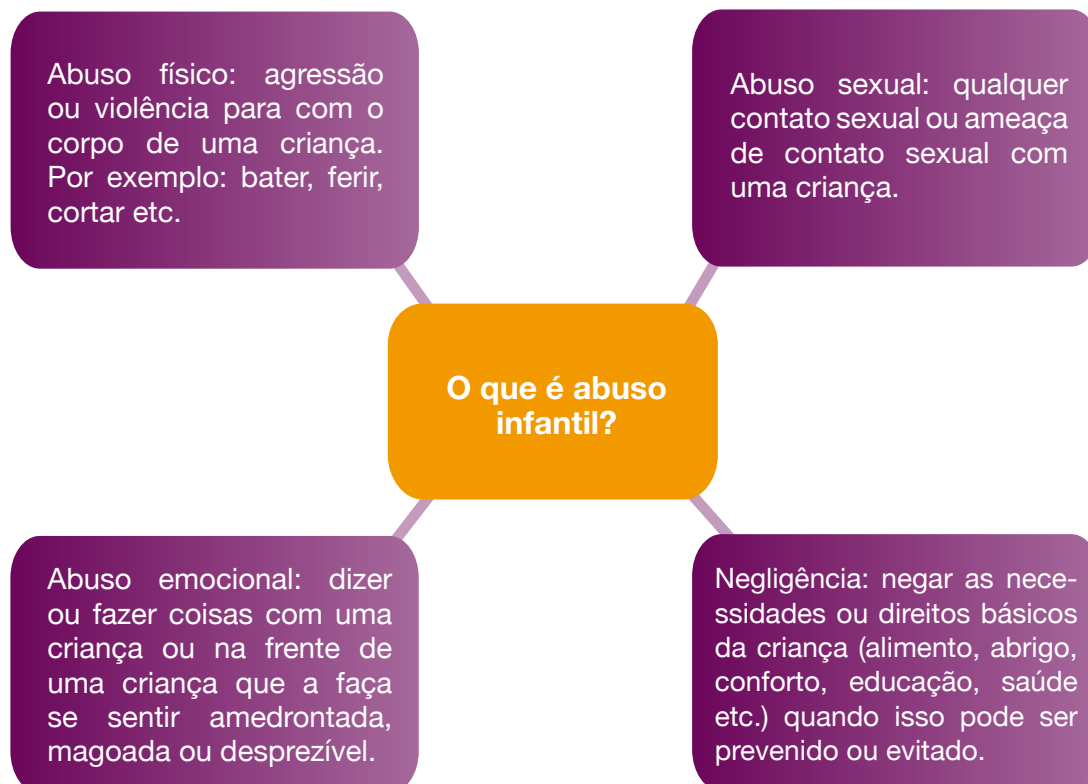 Abuso físico: agressão
ou violência para com o
corpo de uma criança.
Por exemplo: bater, ferir,
cortar etc.
Abuso sexual: qualquer
contato sexual ou ameaça
de contato sexual com
uma criança.
O que é abuso
infantil?
Abuso emocional: dizer
ou fazer coisas com uma
criança ou na frente de
uma criança que a faça
se sentir amedrontada,
magoada ou desprezível.
Negligência: negar as nece-
ssidades ou direitos básicos
da criança (alimento, abrigo,
conforto, educação, saúde
etc.) quando isso pode ser
prevenido ou evitado.